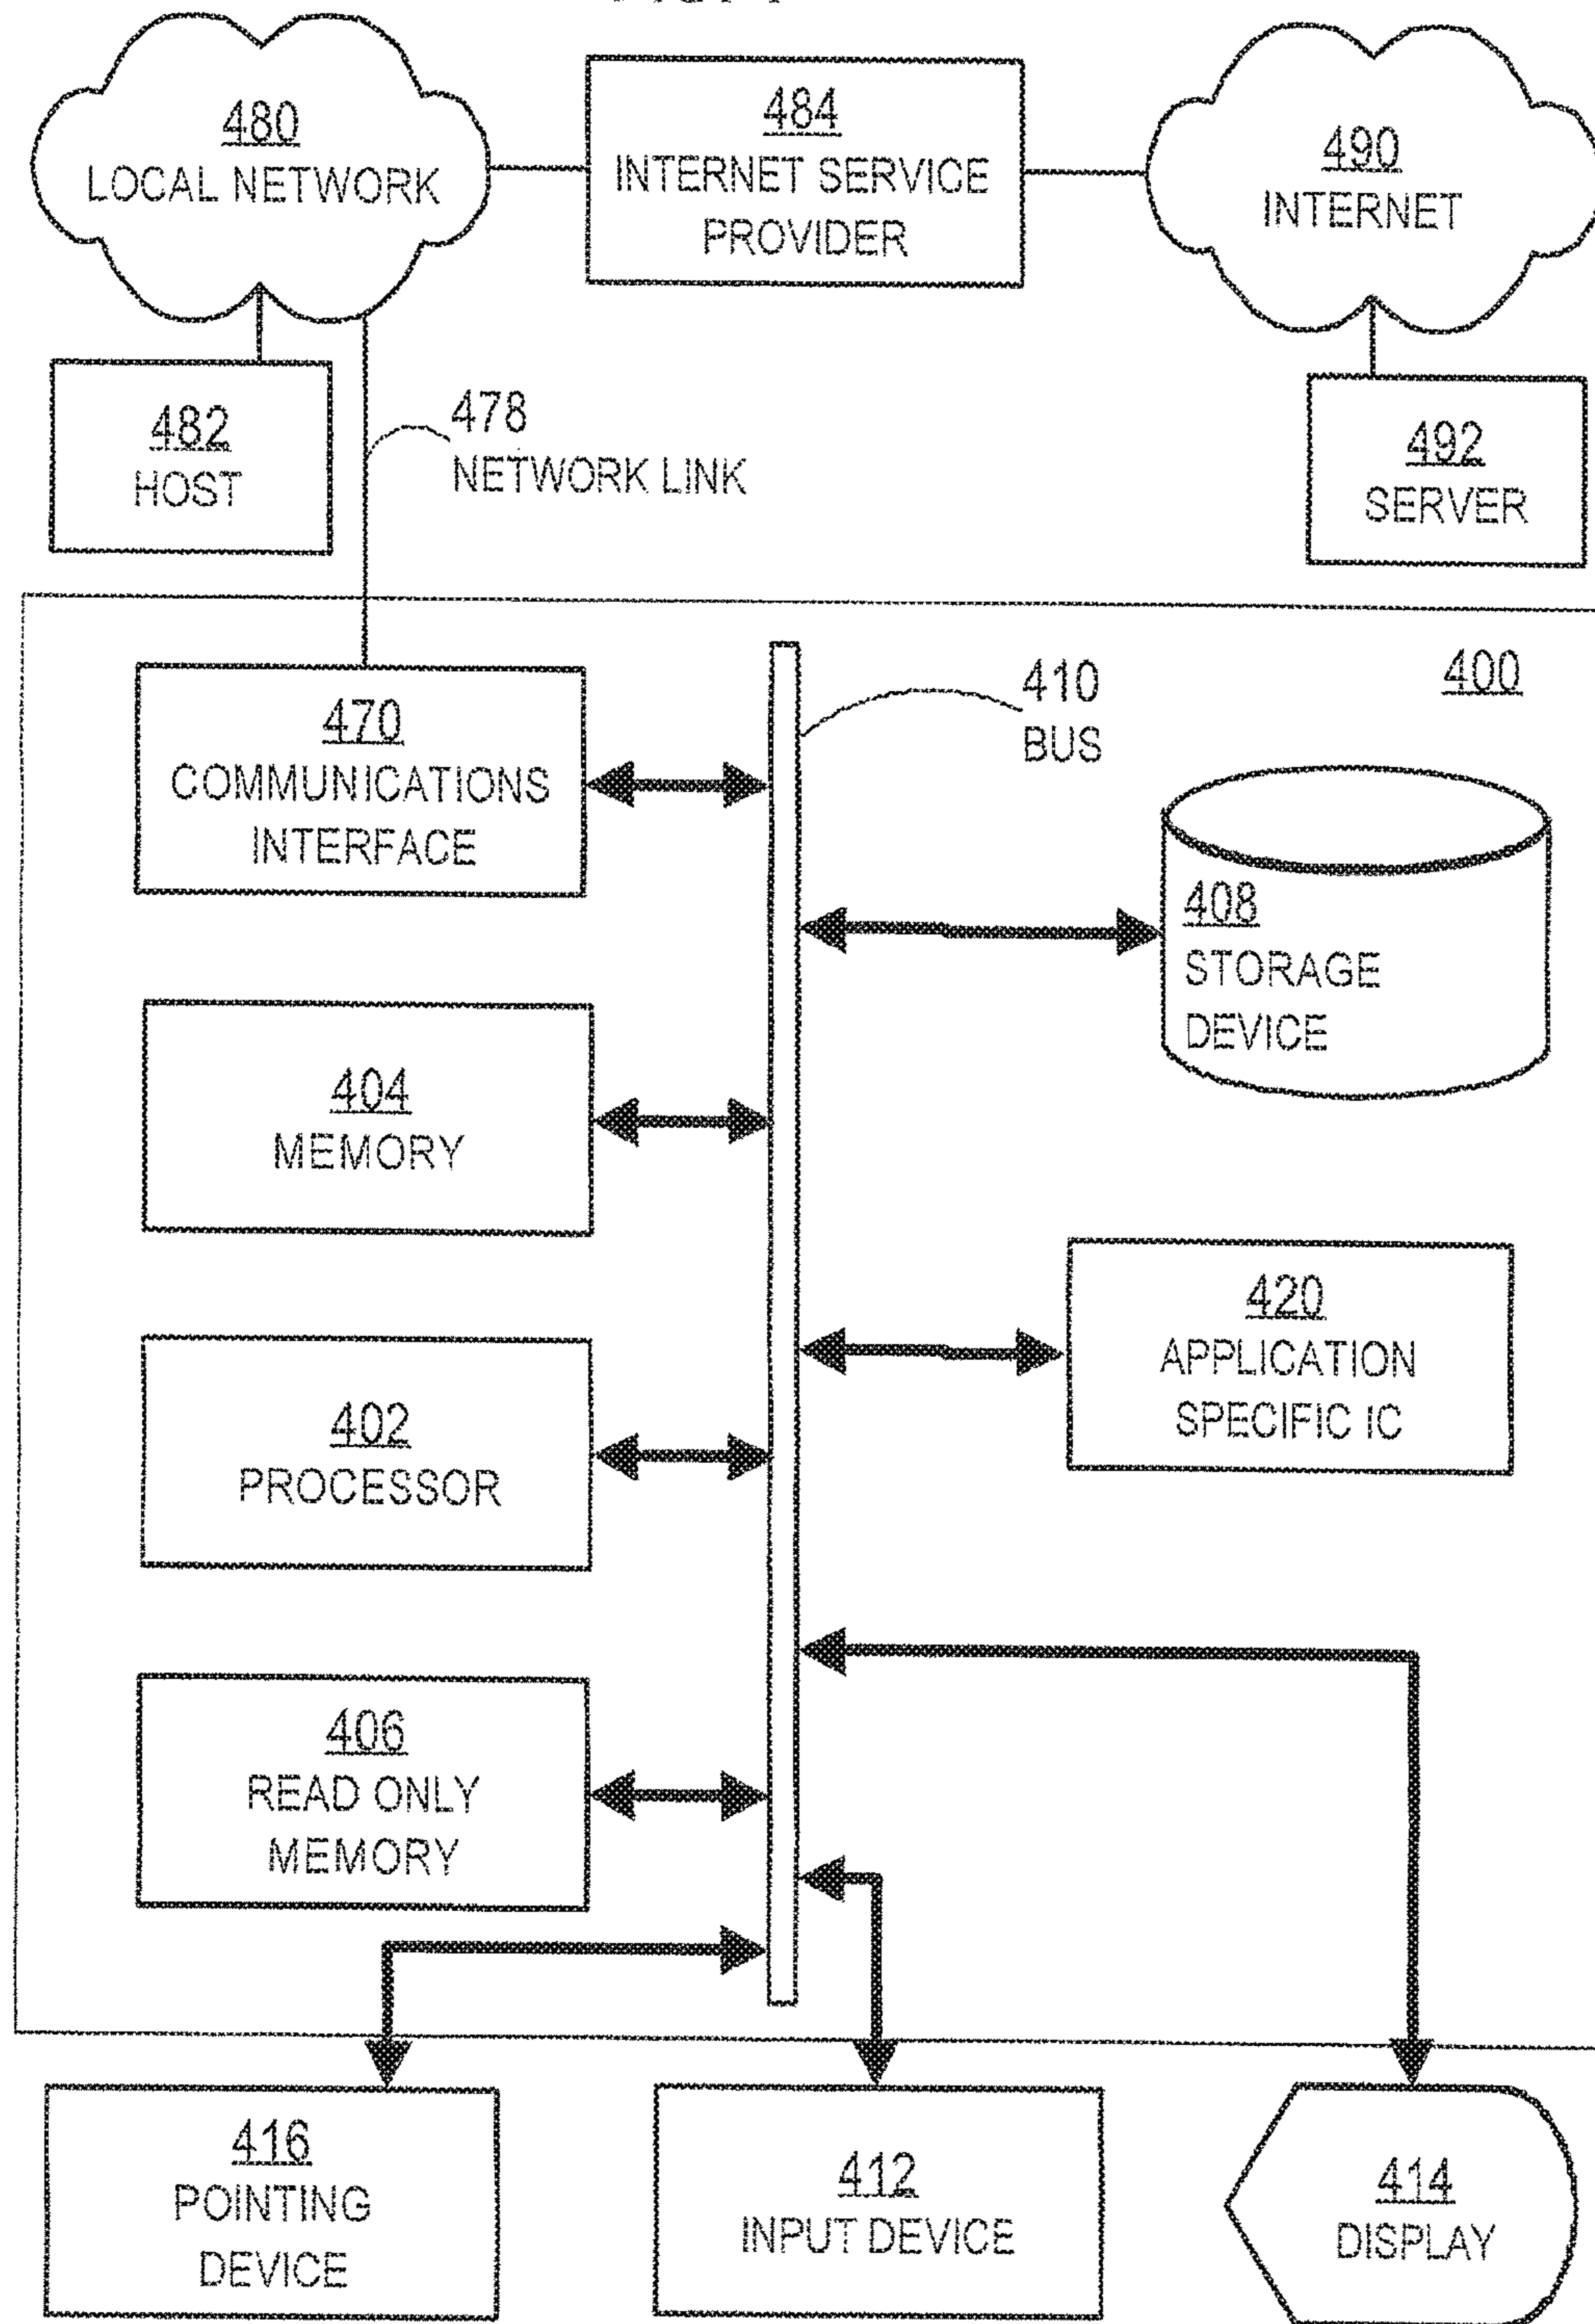 480
LOCAL NETWORK
484
INTERNET SERVICE
PROVIDER
490
INTERNET
482
HOST
478
NETWORK LINK
492
SERVER
400
470
COMMUNICATIONS
INTERFACE
410
BUS
408
STORAGE
DEVICE
404
MEMORY
420
APPLICATION
SPECIFIC IC
402
PROCESSOR
406
READ ONLY
MEMORY
416
POINTING
DEVICE
412
INPUT DEVICE
414
DISPLAY